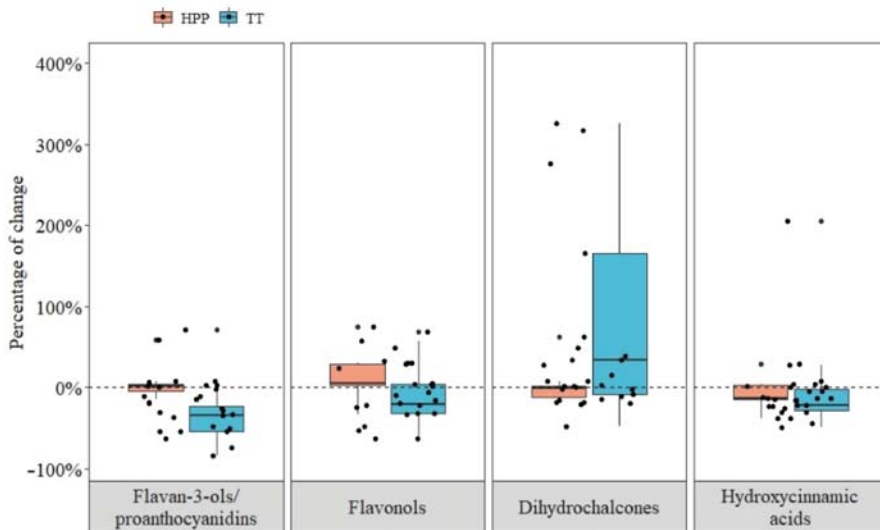 HPP TT
Percentage of change
400%
300%
200%
100%
0%
-100%
Flavan-3-ols/
proanthocyanidins
Flavonols
Dihydrochalcones
Hydroxycinnamic
acids